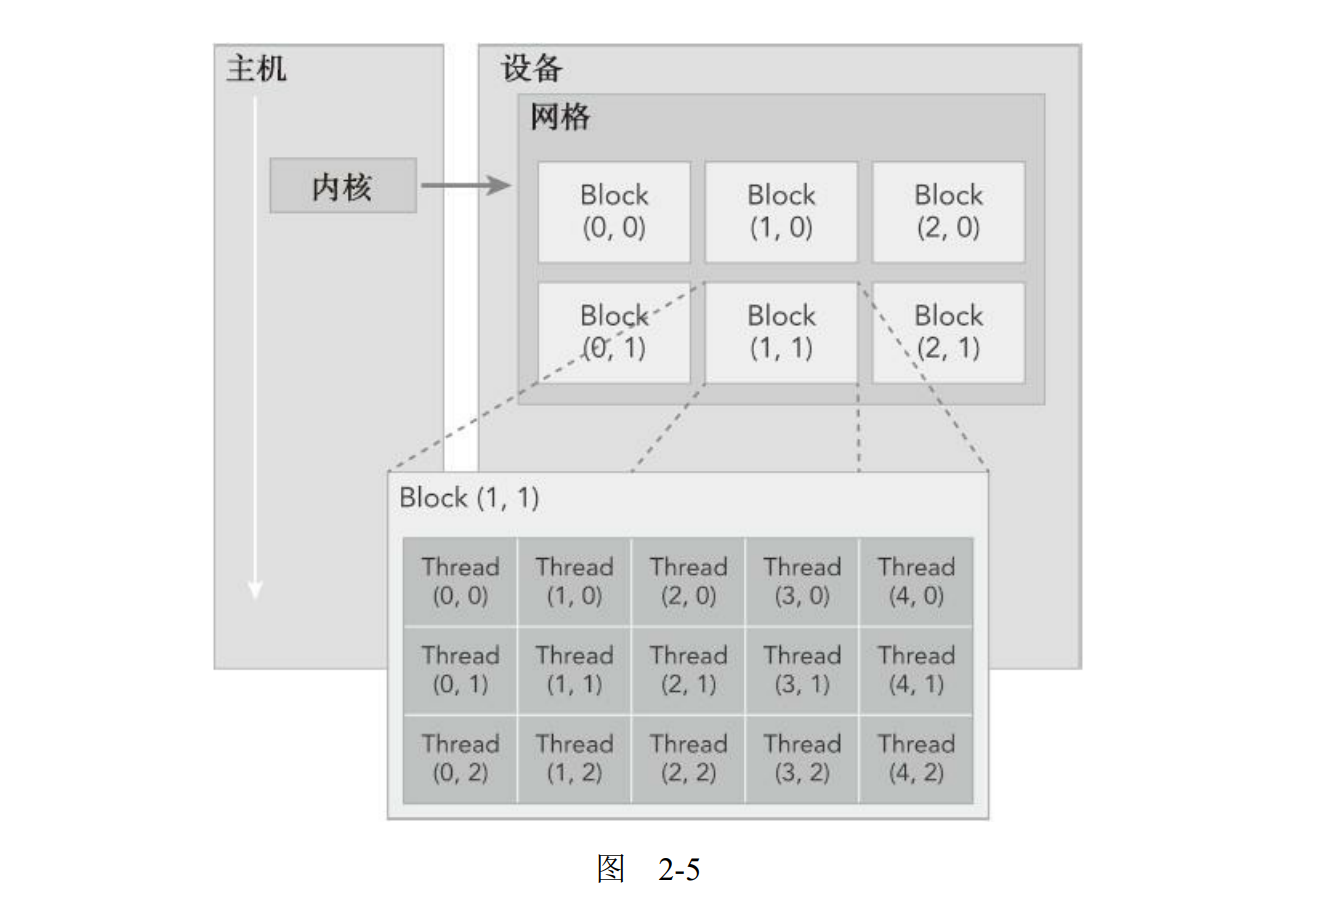 主机
设备
网格
内核
Block
(0, 0)
Block
(1, 0)
Block
(2, 0)
Block
(0, 1)
Block
(1, 1)
Block
(2, 1)
Block (1, 1)
Thread
(0, 0)
Thread
(1, 0)
Thread
(2, 0)
Thread
(3, 0)
Thread
(4, 0)
Thread
(0, 1)
Thread
(1, 1)
Thread
(2, 1)
Thread
(3, 1)
Thread
(4, 1)
Thread
(0, 2)
Thread
(1, 2)
Thread
(2, 2)
Thread
(3, 2)
Thread
(4, 2)
图 2-5